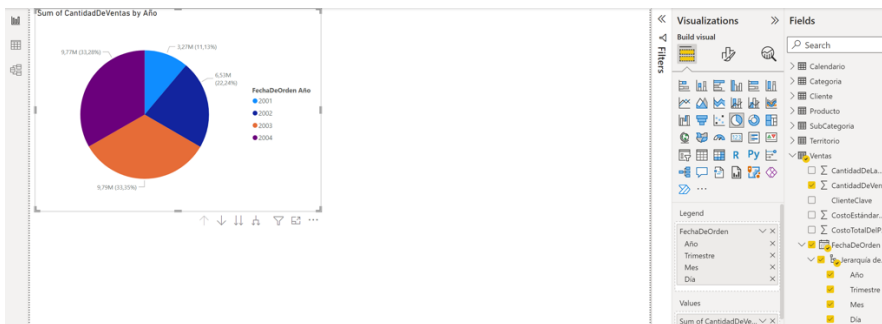 Sum of CantidadDeVentas by Año
9,77M (33,28%)
3,27M (11,13%)
6,53M
(22,24%)
9,79M (33,35%)
FechaDeOrden Año
2001
2002
2003
2004
Filters
Visualizations
Build visual
R Py
Legend
FechaDeOrden
Año
Trimestre
Mes
Día
Values
Sum of CantidadDeVe...
Fields
Search
Calendario
Categoria
Cliente
Producto
SubCategoria
Territorio
Ventas
CantidadDeLa...
CantidadDeVen
ClienteClave
CostoEstándar...
CostoTotalDelP
FechaDeOrden
Jerarquía de.
Año
Trimestre
Mes
Día